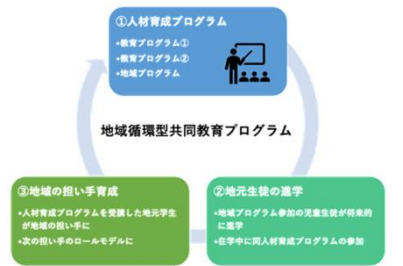 ①人材育成プログラム
•教育プログラム①
•教育プログラム②
•地域プログラム
地域循環型共同教育プログラム
③地域の担い手育成
•人材育成プログラムを受講した地元学生
が地域の担い手に
•次の担い手のロールモデルに
②地元生徒の進学
•地域プログラム参加の児童生徒が将来的
に進学
•在学中に同人材育成プログラムの参加